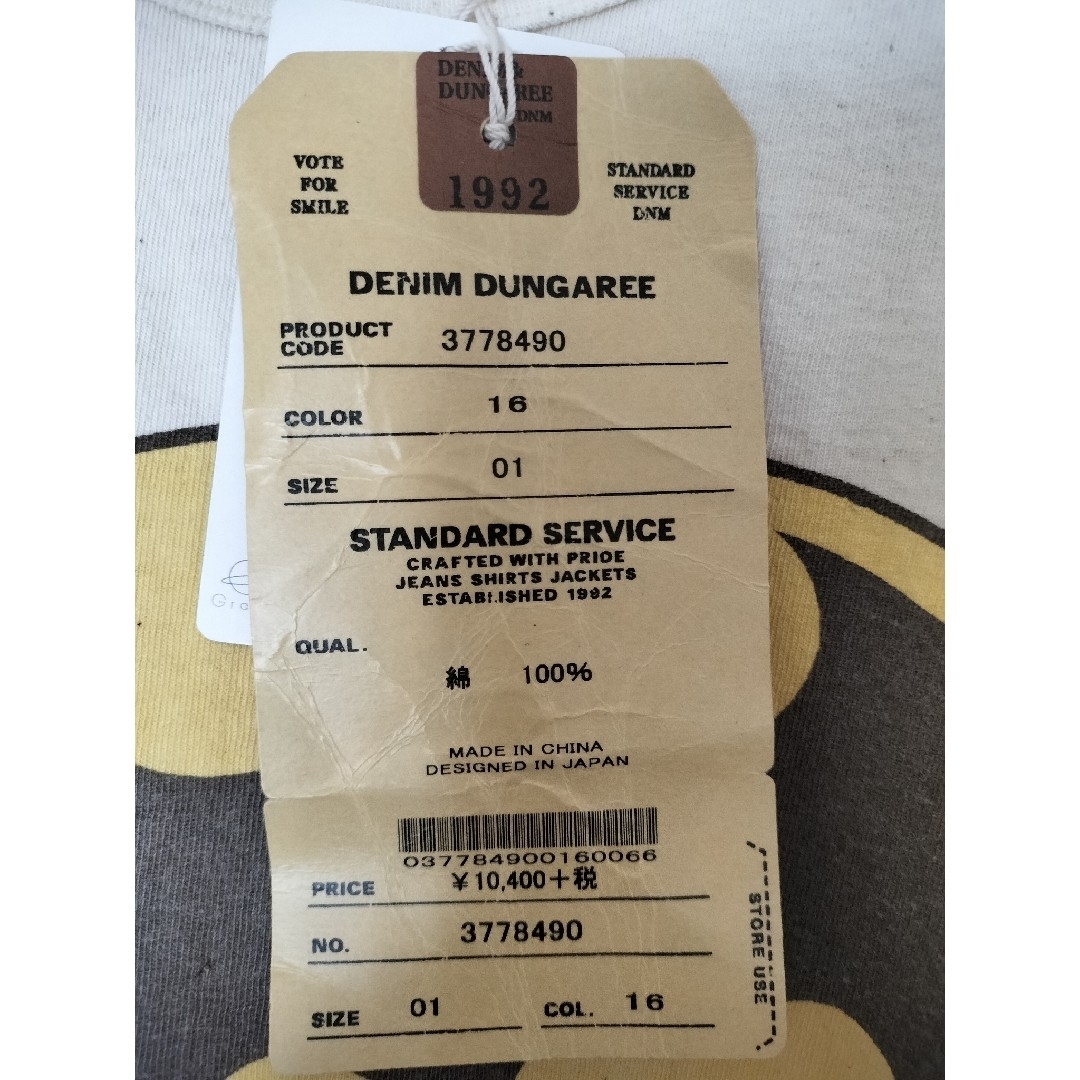 DENIM &
DUNGAREE
DNM
1992
VOTE
FOR
SMILE
STANDARD
SERVICE
DNM
DENIM DUNGAREE
PRODUCT
CODE 3778490
COLOR 16
SIZE 01
STANDARD SERVICE
CRAFTED WITH PRIDE
JEANS SHIRTS JACKETS
ESTABLISHED 1992
QUAL.
綿 100%
MADE IN CHINA
DESIGNED IN JAPAN
037784900160066
PRICE ¥10,400+税
NO. 3778490
SIZE 01 COL. 16
STORE USE